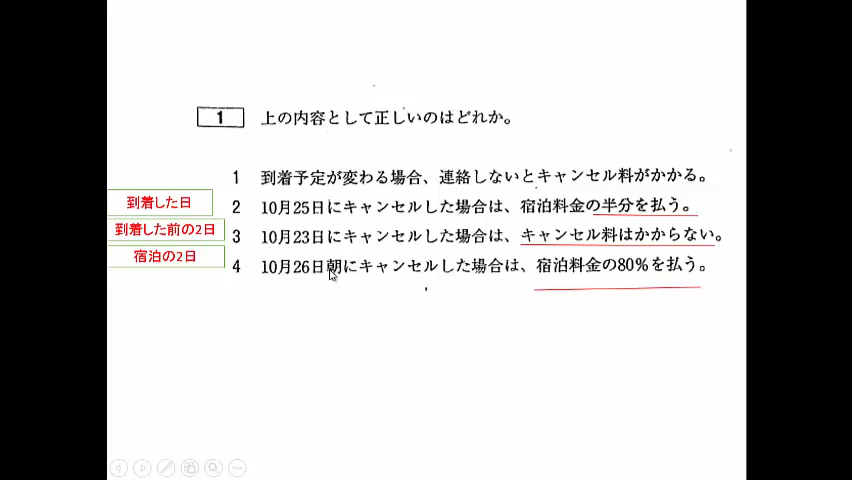 1 上の内容として正しいのはどれか。
1 到着予定が変わる場合、連絡しないとキャンセル料がかかる。
到着した日
2 10月25日にキャンセルした場合は、宿泊料金の半分を払う。
到着した前の2日
3 10月23日にキャンセルした場合は、キャンセル料はかからない。
宿泊の2日
4 10月26日朝にキャンセルした場合は、宿泊料金の80%を払う。